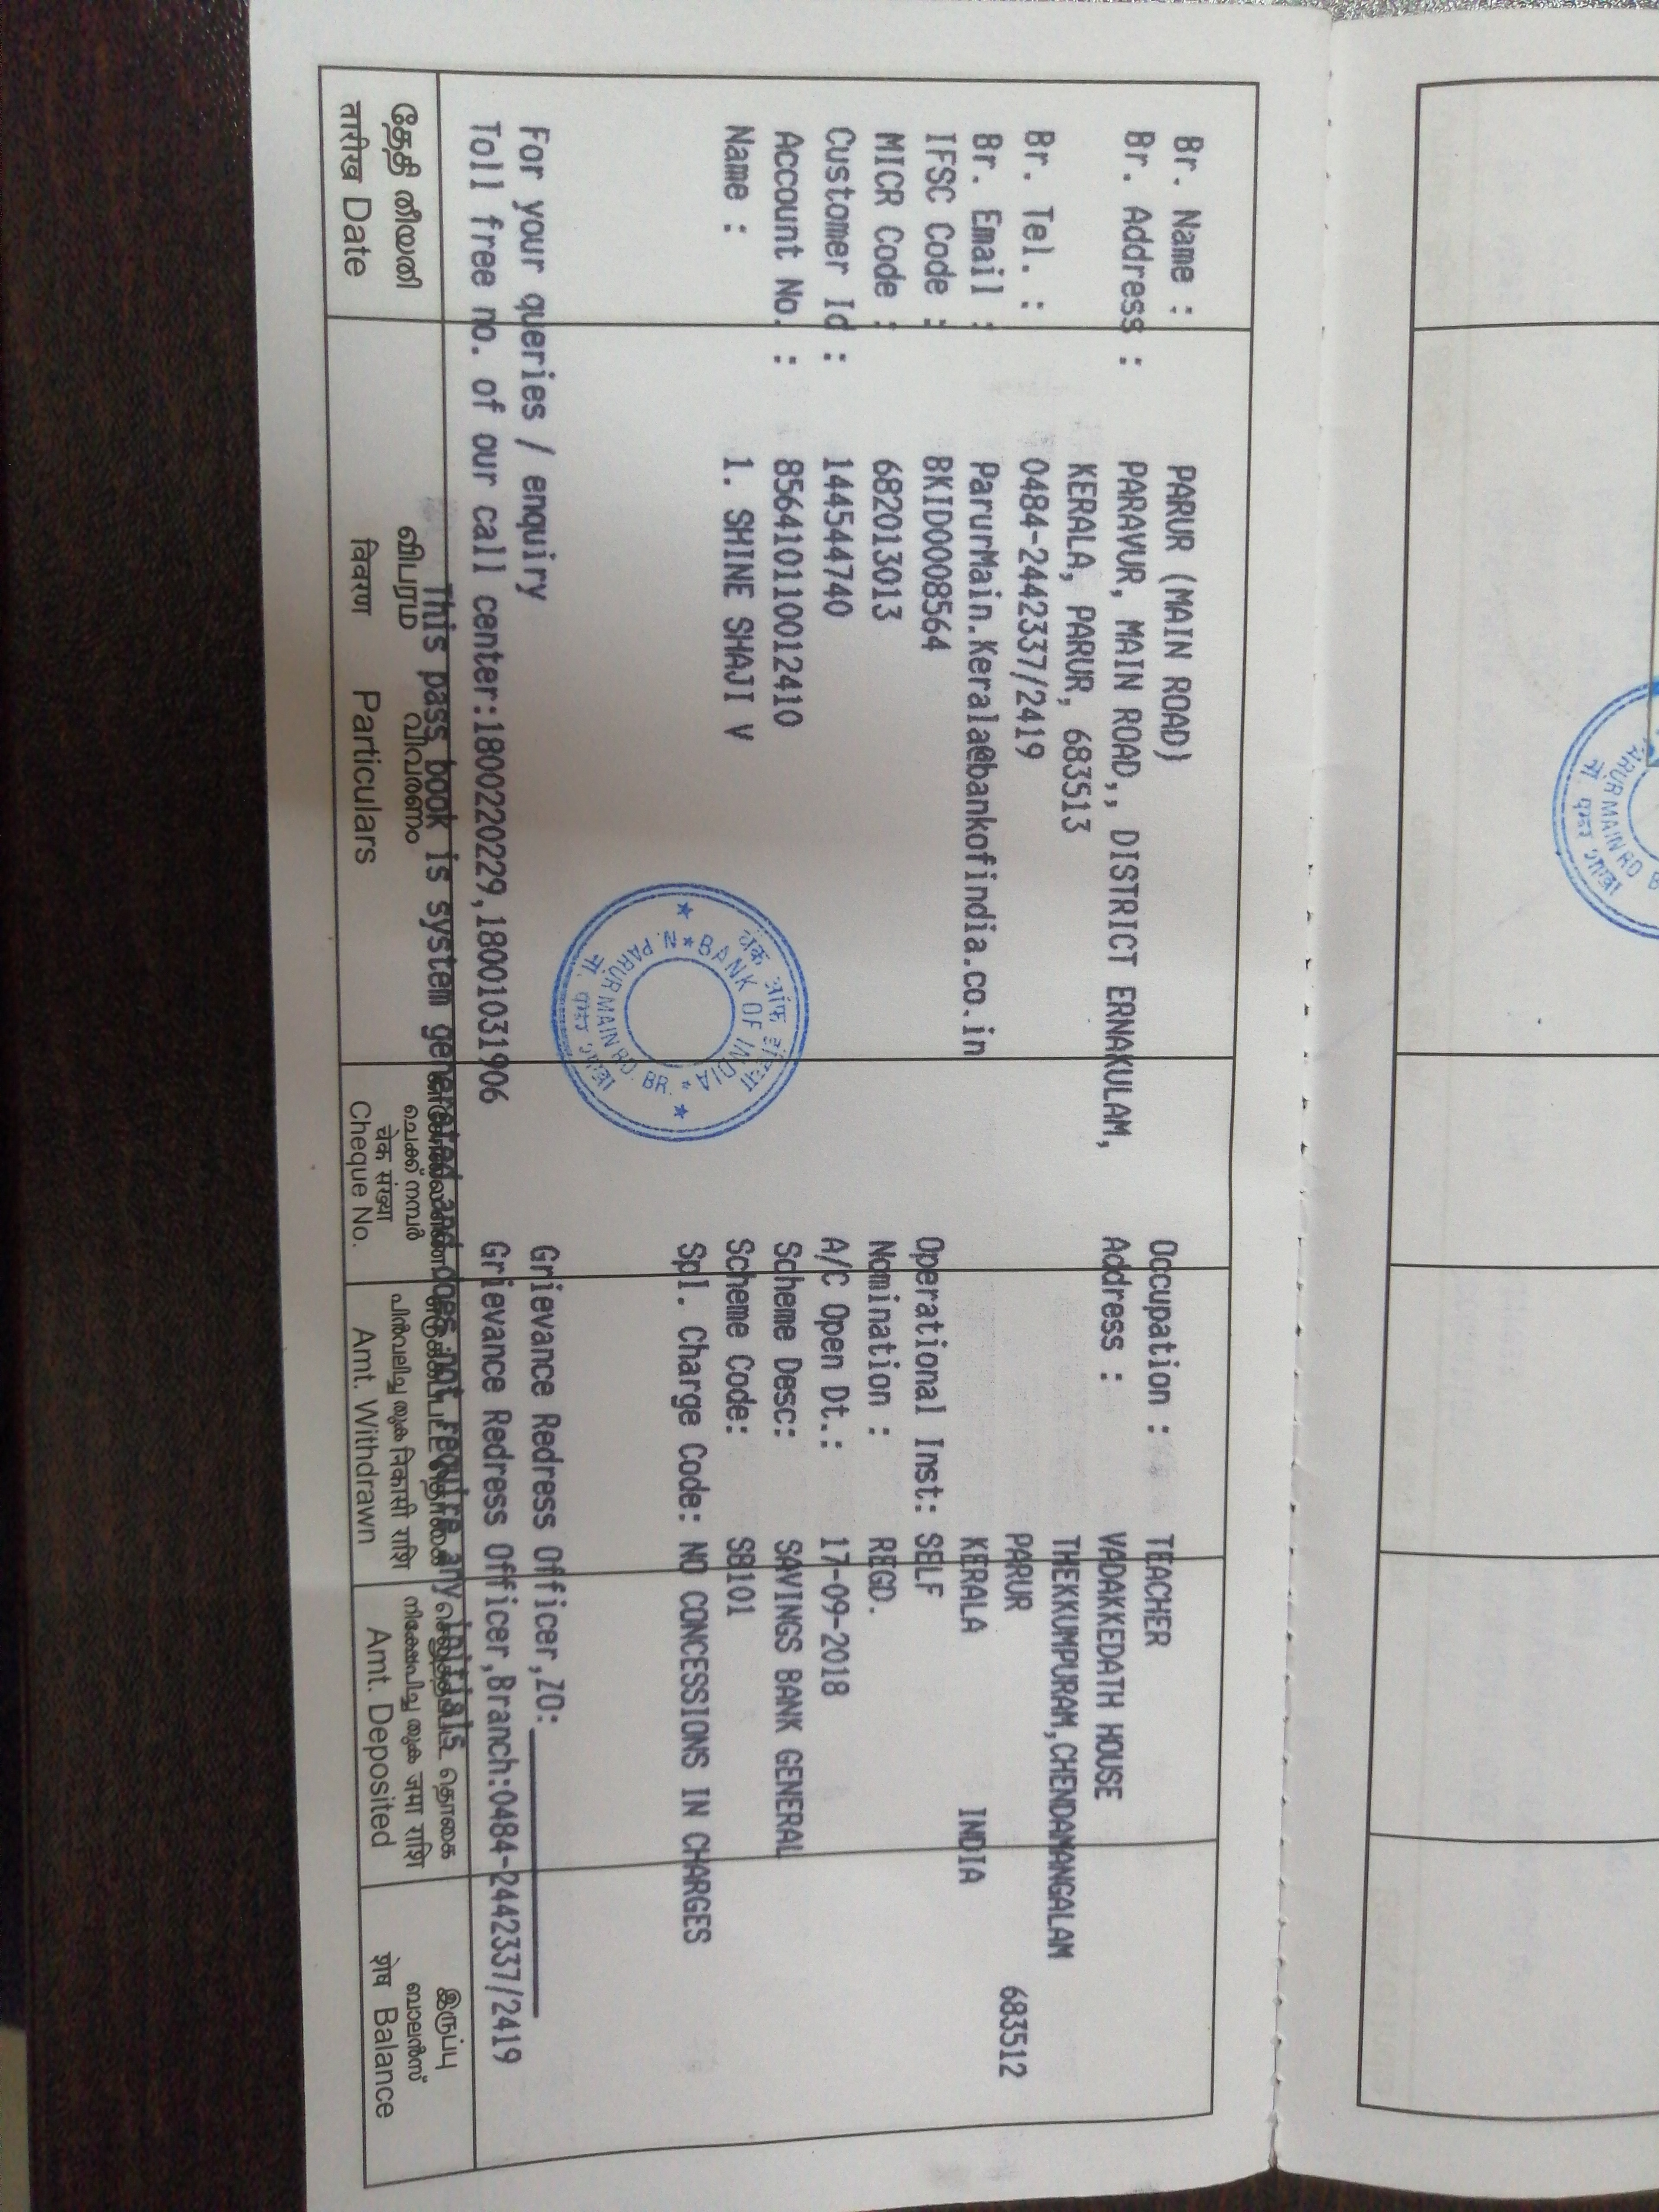 Br. Name : PARUR (MAIN ROAD) Occupation : TEACHER
Br. Address : PARAVUR, MAIN ROAD,, DISTRICT ERNAKULAM, Address : VADAKKEDATH HOUSE
KERALA, PARUR, 683513 THEKKUMPURAM,CHENDAMANGALAM
Br. Tel. : 0484-2442337/2419 PARUR 683512
Br. Email : ParurMain.Kerala@bankofindia.co.in KERALA INDIA
IFSC Code : BKID0008564 Operational Inst: SELF
MICR Code : 682013013 Nomination : REGD.
Customer Id : 144544740 A/C Open Dt.: 17-09-2018
Account No. : 856410110012410 Scheme Desc: SAVINGS BANK GENERAL
Name : 1. SHINE SHAJI V Scheme Code: SB101
Spl. Charge Code: NO CONCESSIONS IN CHARGES
बैंक ऑफ इंडिया
BANK OF INDIA
N. PARUR MAIN RD. BR.
For your queries / enquiry Grievance Redress Officer,ZO:
Toll free no. of our call center:1800220229,18001031906 Grievance Redress Officer,Branch:0484-2442337/2419
This pass book is system generated and does not require any initials
தேதி തീയതി விபரம் വിവരണം ചെക്ക് നമ്പർ പിൻവലിച്ച തുക निकासी राशि നിക്ഷേപിച്ച തുക जमा राशि இருப்பு ബാലൻസ്
तारीख Date विवरण Particulars चेक संख्या Cheque No. Amt. Withdrawn Amt. Deposited शेष Balance
PARUR MAIN RD